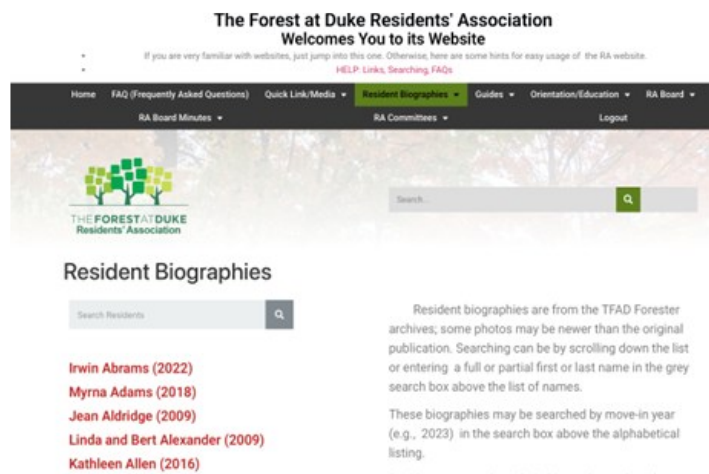 The Forest at Duke Residents' Association
Welcomes You to its Website
If you are very familiar with websites, just jump into this one. Otherwise, here are some hints for easy usage of the RA website.
HELP: Links, Searching, FAQs
Home FAQ (Frequently Asked Questions) Quick Link/Media Resident Biographies Guides Orientation/Education RA Board
RA Board Minutes RA Committees Logout
THE FOREST AT DUKE
Residents' Association
Search...
Resident Biographies
Search Residents
Irwin Abrams (2022)
Myrna Adams (2018)
Jean Aldridge (2009)
Linda and Bert Alexander (2009)
Kathleen Allen (2016)
Resident biographies are from the TFAD Forester
archives; some photos may be newer than the original
publication. Searching can be by scrolling down the list
or entering a full or partial first or last name in the grey
search box above the list of names.
These biographies may be searched by move-in year
(e.g., 2023) in the search box above the alphabetical
listing.